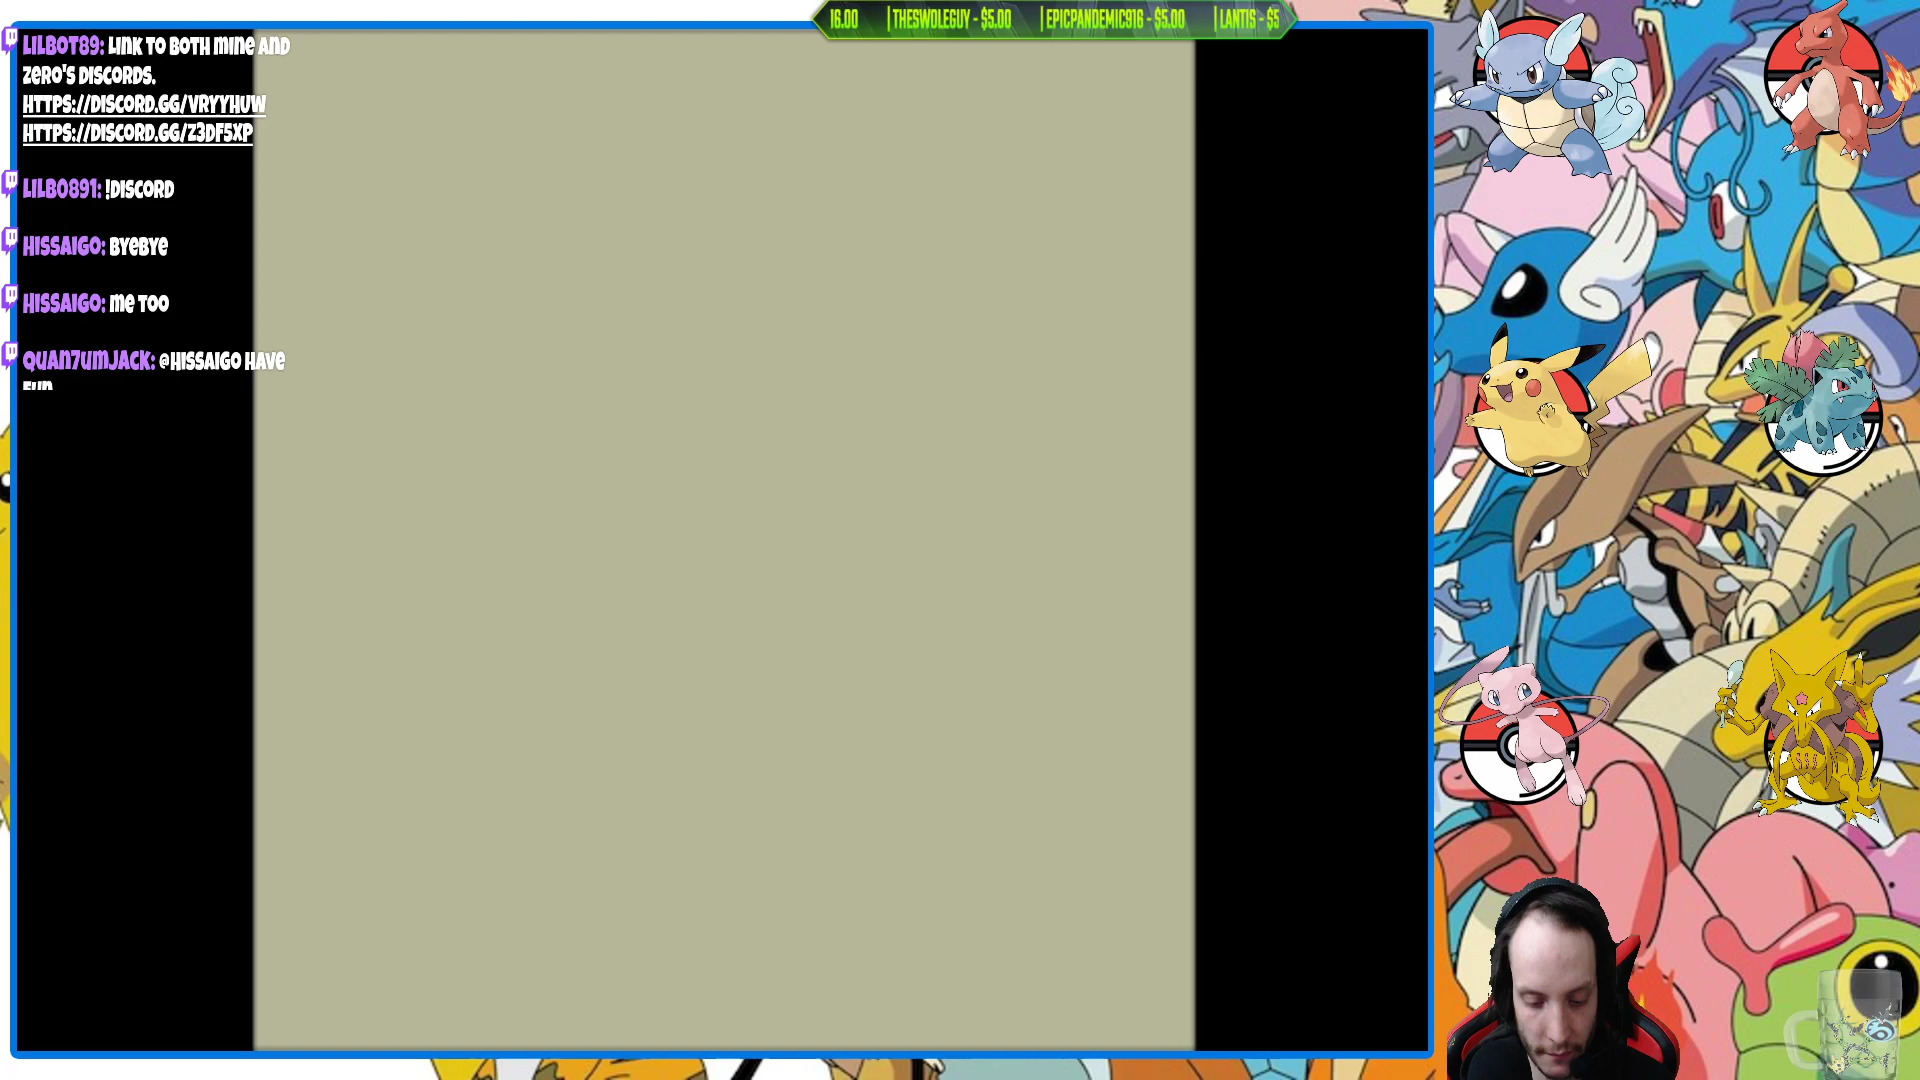 16.00 |THESWOLEGUY - $5.00 |EPICPANDEMIC916 - $5.00 |LANTIS - $5
LILBOT89: LINK TO BOTH MINE AND
ZERO'S DISCORDS.
HTTPS://DISCORD.GG/VRYYHUW
HTTPS://DISCORD.GG/Z3DF5XP
LILBO891: !DISCORD
HISSAIGO: BYEBYE
HISSAIGO: ME TOO
QUAN7UMJACK: @HISSAIGO HAVE
FUN